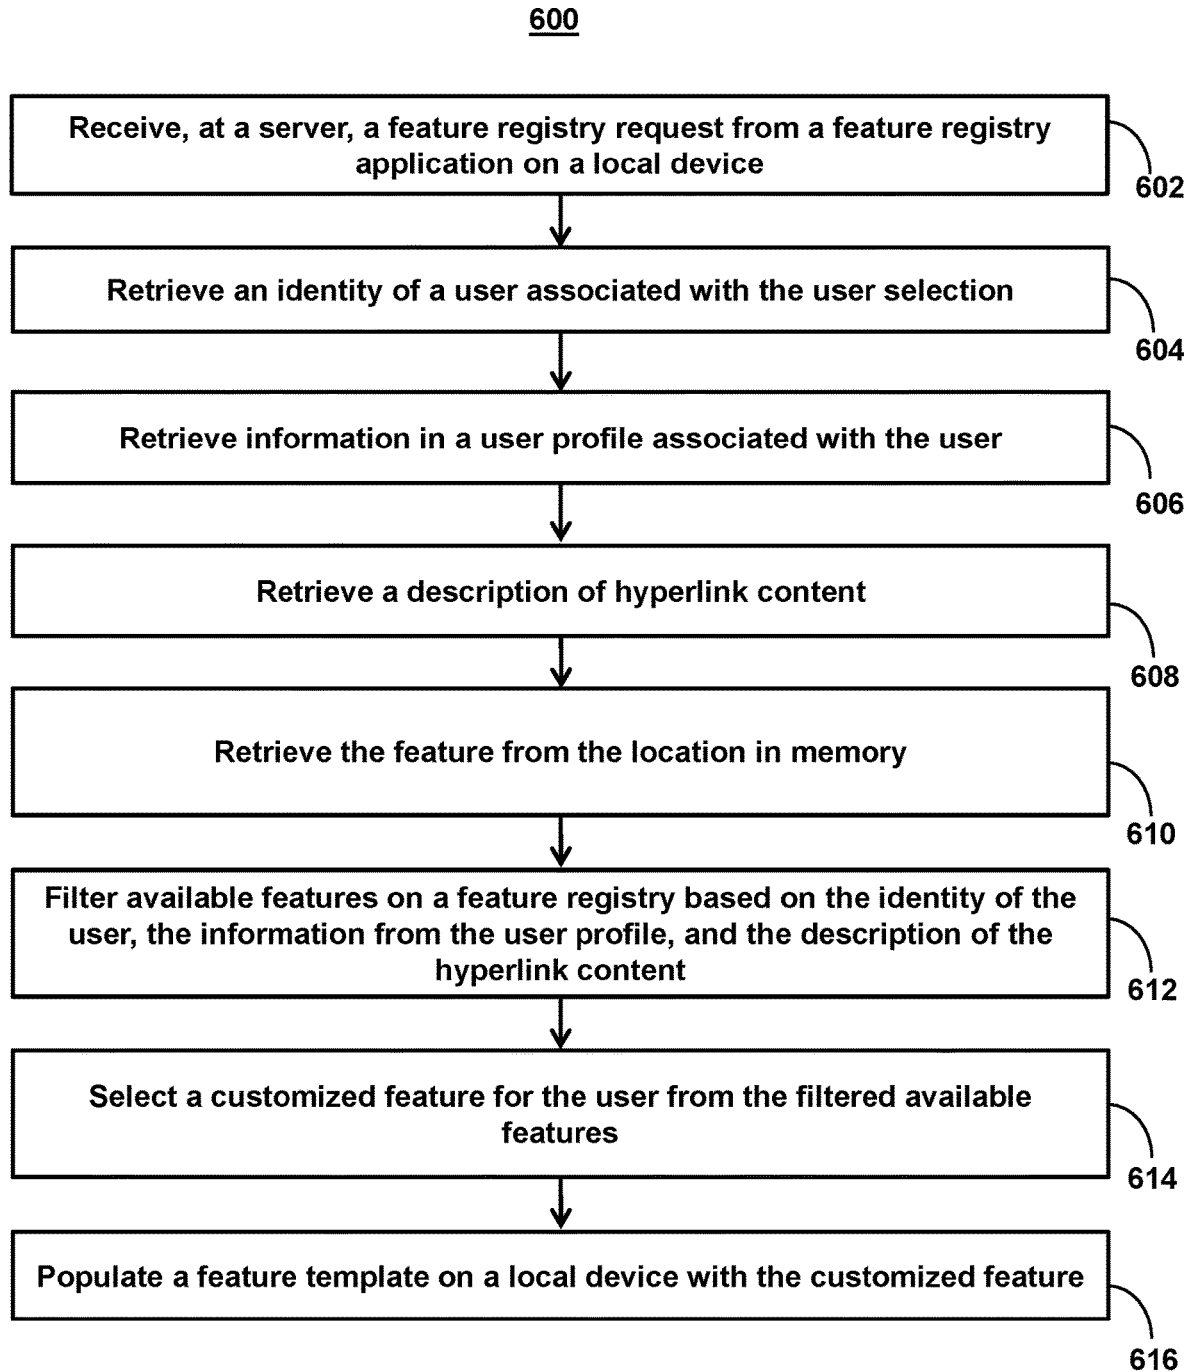 600
Receive, at a server, a feature registry request from a feature registry
application on a local device
602
Retrieve an identity of a user associated with the user selection
604
Retrieve information in a user profile associated with the user
606
Retrieve a description of hyperlink content
608
Retrieve the feature from the location in memory
610
Filter available features on a feature registry based on the identity of the
user, the information from the user profile, and the description of the
hyperlink content
612
Select a customized feature for the user from the filtered available
features
614
Populate a feature template on a local device with the customized feature
616